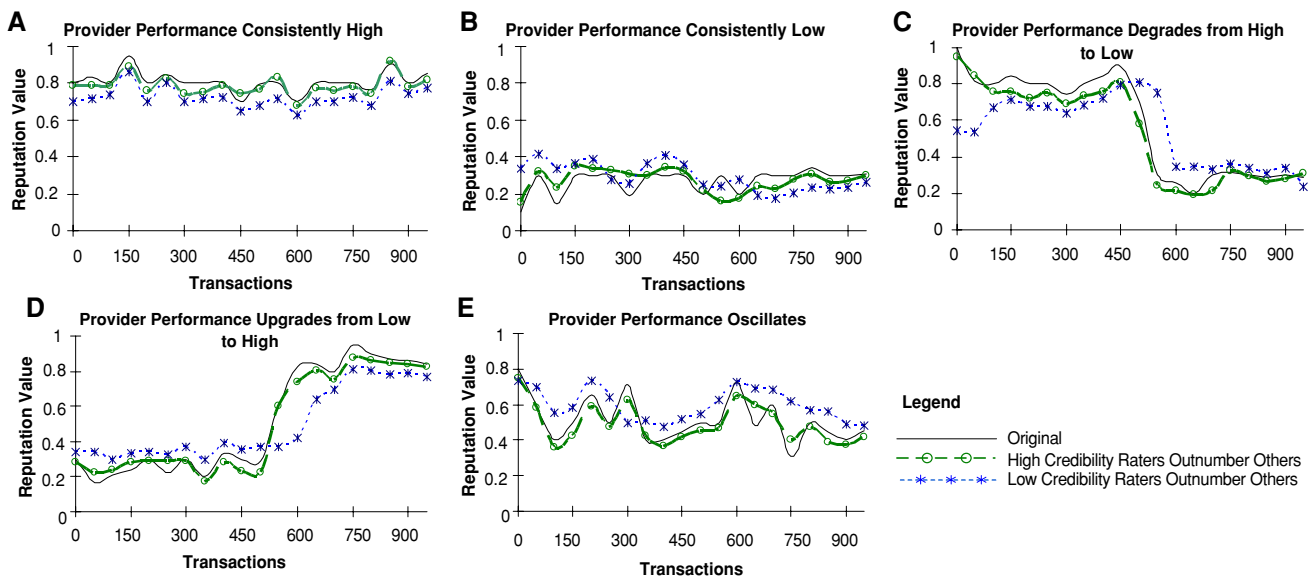 A
Provider Performance Consistently High
Reputation Value
1
0.8
0.6
0.4
0.2
0
0 150 300 450 600 750 900
Transactions
B
Provider Performance Consistently Low
Reputation Value
1
0.8
0.6
0.4
0.2
0
0 150 300 450 600 750 900
Transactions
C
Provider Performance Degrades from High
to Low
Reputation Value
1
0.8
0.6
0.4
0.2
0
0 150 300 450 600 750 900
Transactions
D
Provider Performance Upgrades from Low
to High
Reputation Value
1
0.8
0.6
0.4
0.2
0
0 150 300 450 600 750 900
Transactions
E
Provider Performance Oscillates
Reputation Value
1
0.8
0.6
0.4
0.2
0
0 150 300 450 600 750 900
Transactions
Legend
Original
High Credibility Raters Outnumber Others
Low Credibility Raters Outnumber Others